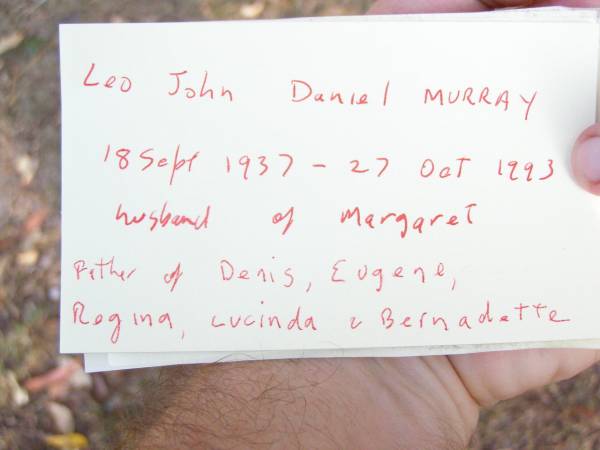 Leo John Daniel MURRAY
18 Sept 1937 - 27 Oct 1993
husband of Margaret
Father of Denis, Eugene,
Regina, Lucinda & Bernadette